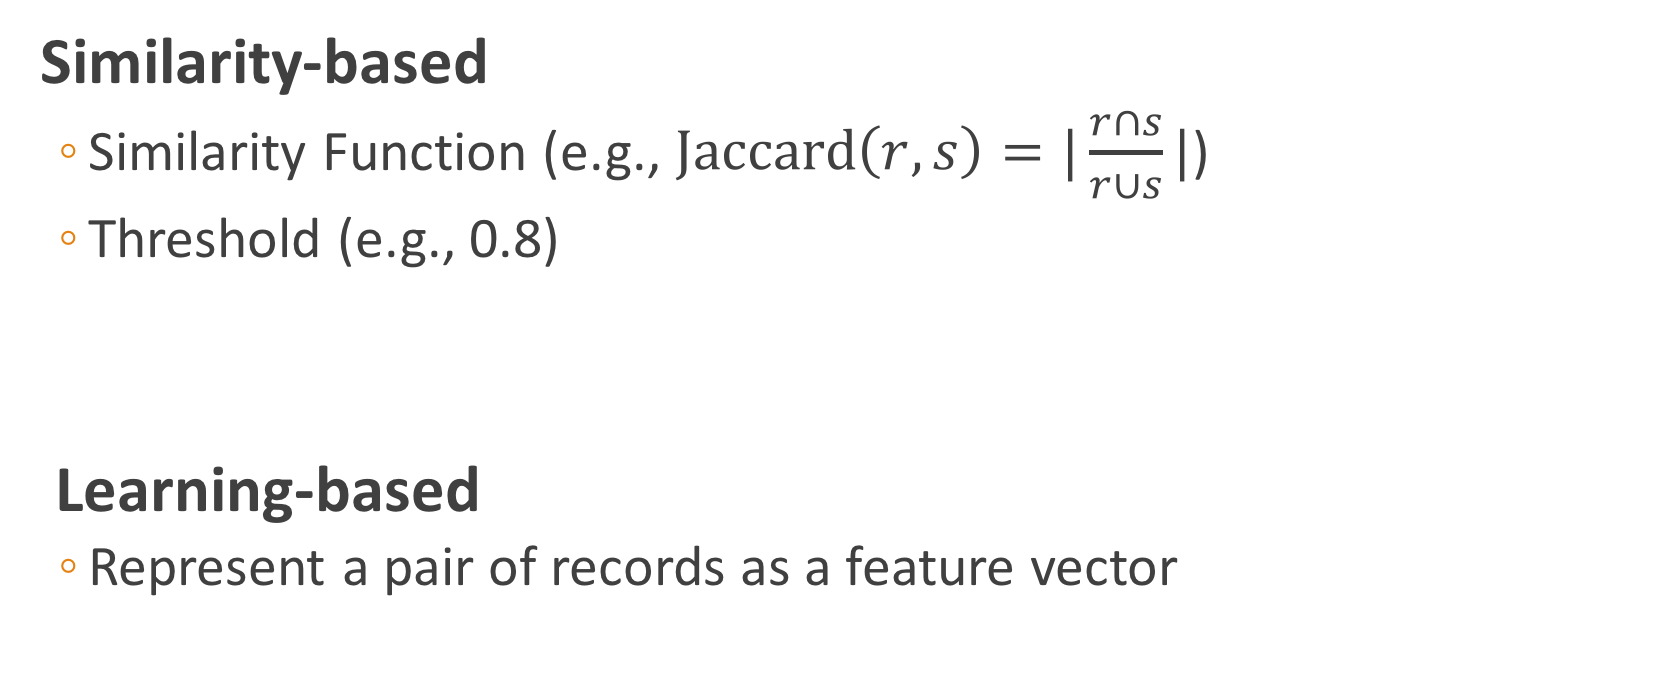 Similarity-based
◦ Similarity Function (e.g., Jaccard(r, s) = |r∩s / r∪s|)
◦ Threshold (e.g., 0.8)
Learning-based
◦ Represent a pair of records as a feature vector